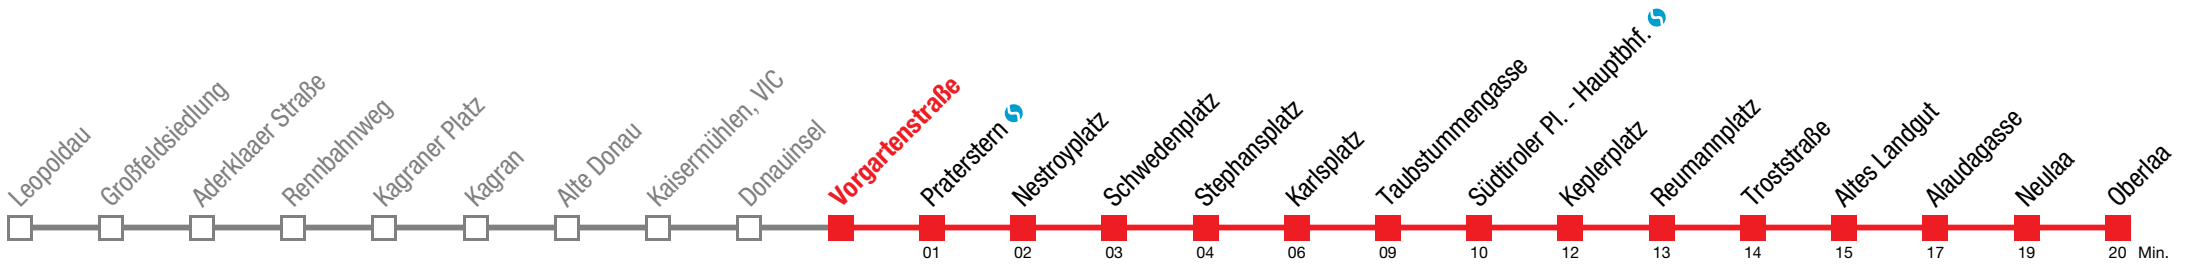 Leopoldau
Großfeldsiedlung
Aderklaaer Straße
Rennbahnweg
Kagraner Platz
Kagran
Alte Donau
Kaisermühlen, VIC
Donauinsel
Vorgartenstraße
Praterstern
Nestroyplatz
Schwedenplatz
Stephansplatz
Karlsplatz
Taubstummengasse
Südtiroler Pl. - Hauptbhf.
Keplerplatz
Reumannplatz
Troststraße
Altes Landgut
Alaudagasse
Neulaa
Oberlaa
01 02 03 04 06 09 10 12 13 14 15 17 19 20 Min.